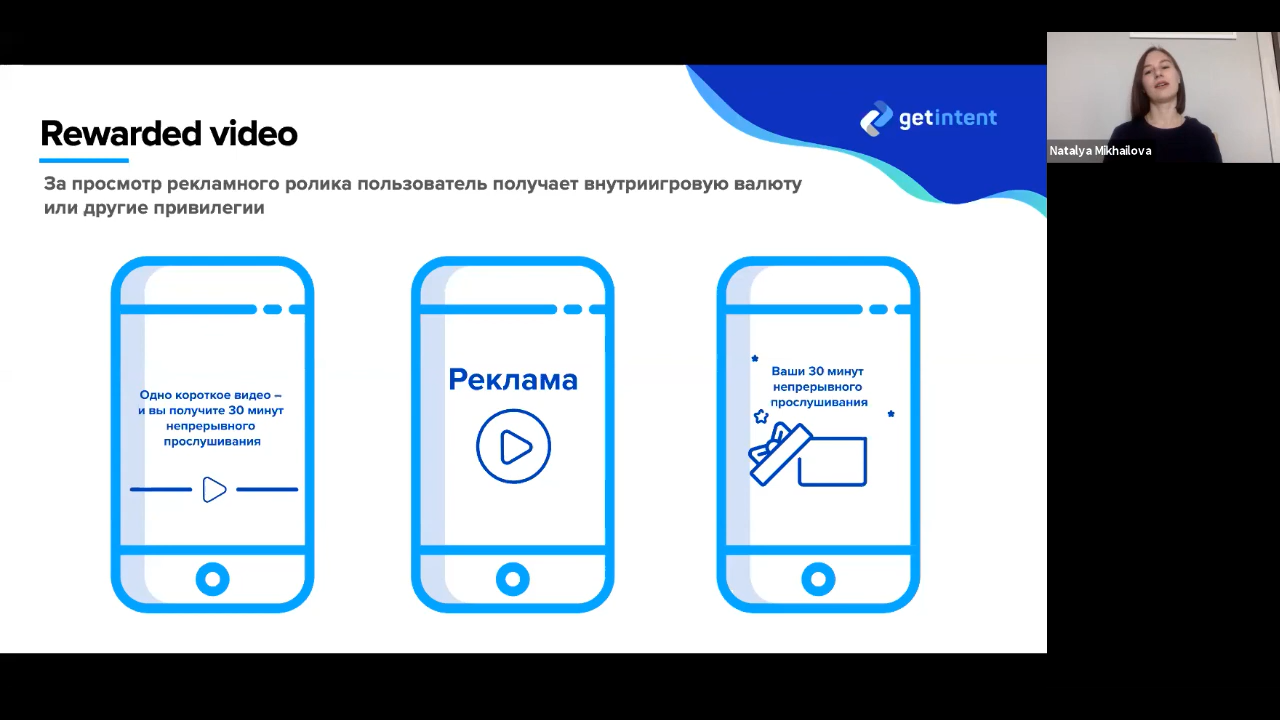 Rewarded video
getintent
За просмотр рекламного ролика пользователь получает внутриигровую валюту
или другие привилегии
Одно короткое видео –
и вы получите 30 минут
непрерывного
прослушивания
Реклама
Ваши 30 минут
непрерывного
прослушивания
Natalya Mikhailova